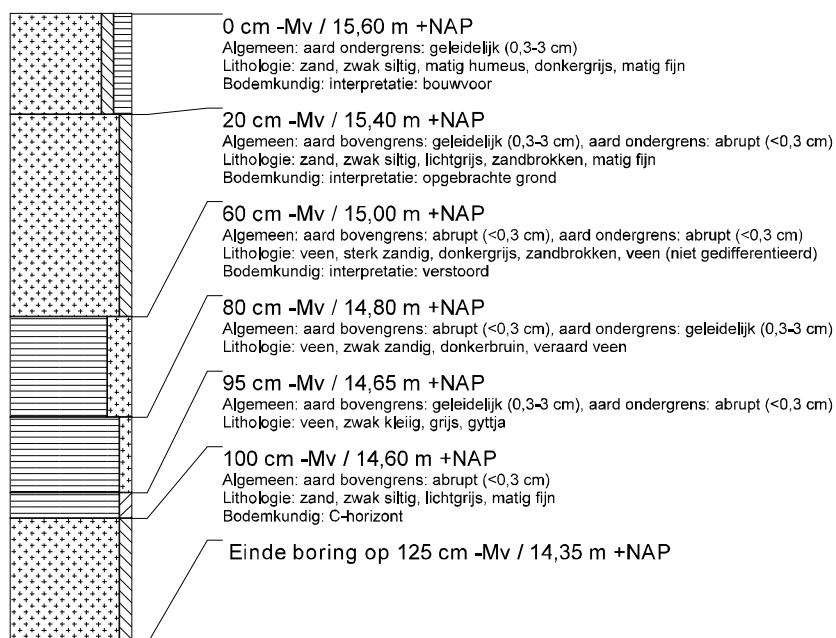 0 cm -Mv / 15,60 m +NAP
Algemeen: aard ondergrens: geleidelijk (0,3-3 cm)
Lithologie: zand, zwak siltig, matig humeus, donkergrijs, matig fijn
Bodemkundig: interpretatie: bouwvoor
20 cm -Mv / 15,40 m +NAP
Algemeen: aard bovengrens: geleidelijk (0,3-3 cm), aard ondergrens: abrupt (<0,3 cm)
Lithologie: zand, zwak siltig, lichtgrijs, zandbrokken, matig fijn
Bodemkundig: interpretatie: opgebrachte grond
60 cm -Mv / 15,00 m +NAP
Algemeen: aard bovengrens: abrupt (<0,3 cm), aard ondergrens: abrupt (<0,3 cm)
Lithologie: veen, sterk zandig, donkergrijs, zandbrokken, veen (niet gedifferentieerd)
Bodemkundig: interpretatie: verstoord
80 cm -Mv / 14,80 m +NAP
Algemeen: aard bovengrens: abrupt (<0,3 cm), aard ondergrens: geleidelijk (0,3-3 cm)
Lithologie: veen, zwak zandig, donkerbruin, veraard veen
95 cm -Mv / 14,65 m +NAP
Algemeen: aard bovengrens: geleidelijk (0,3-3 cm), aard ondergrens: abrupt (<0,3 cm)
Lithologie: veen, zwak kleiig, grijs, gyttja
100 cm -Mv / 14,60 m +NAP
Algemeen: aard bovengrens: abrupt (<0,3 cm)
Lithologie: zand, zwak siltig, lichtgrijs, matig fijn
Bodemkundig: C-horizont
Einde boring op 125 cm -Mv / 14,35 m +NAP